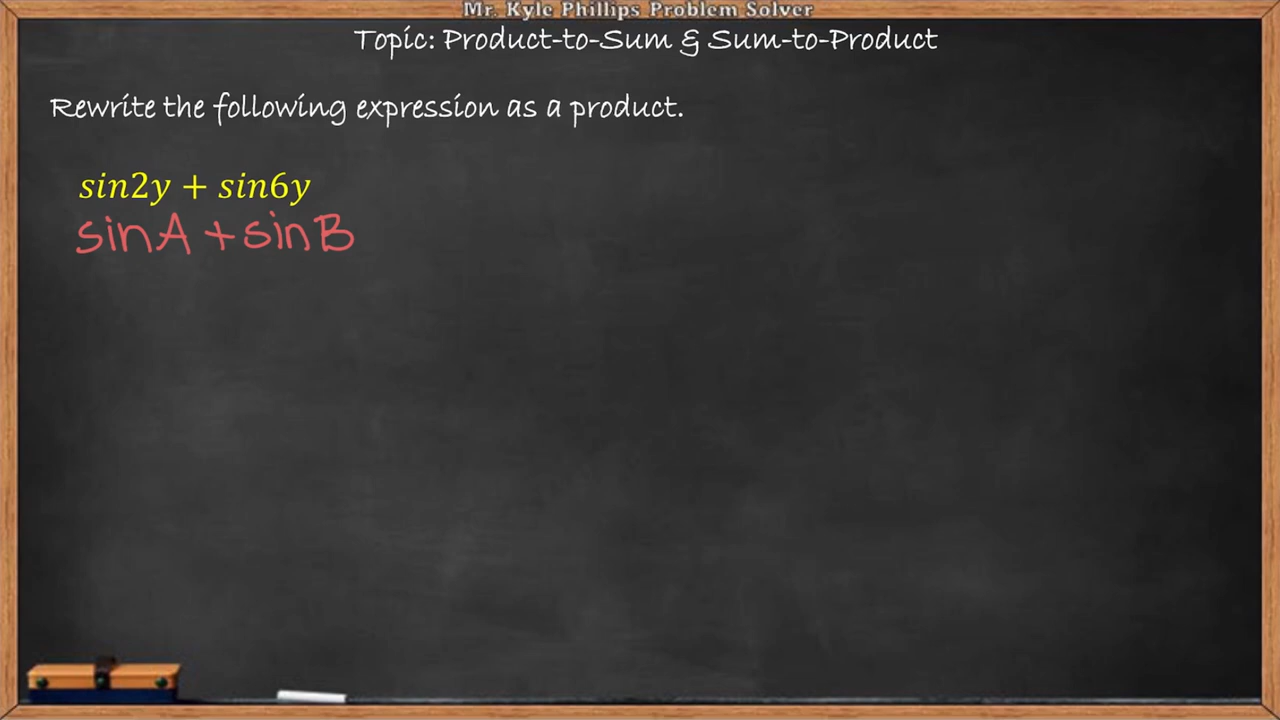 Mr. Kyle Phillips Problem Solver
Topic: Product-to-Sum & Sum-to-Product
Rewrite the following expression as a product.
sin2y + sin6y
sinA + sinB